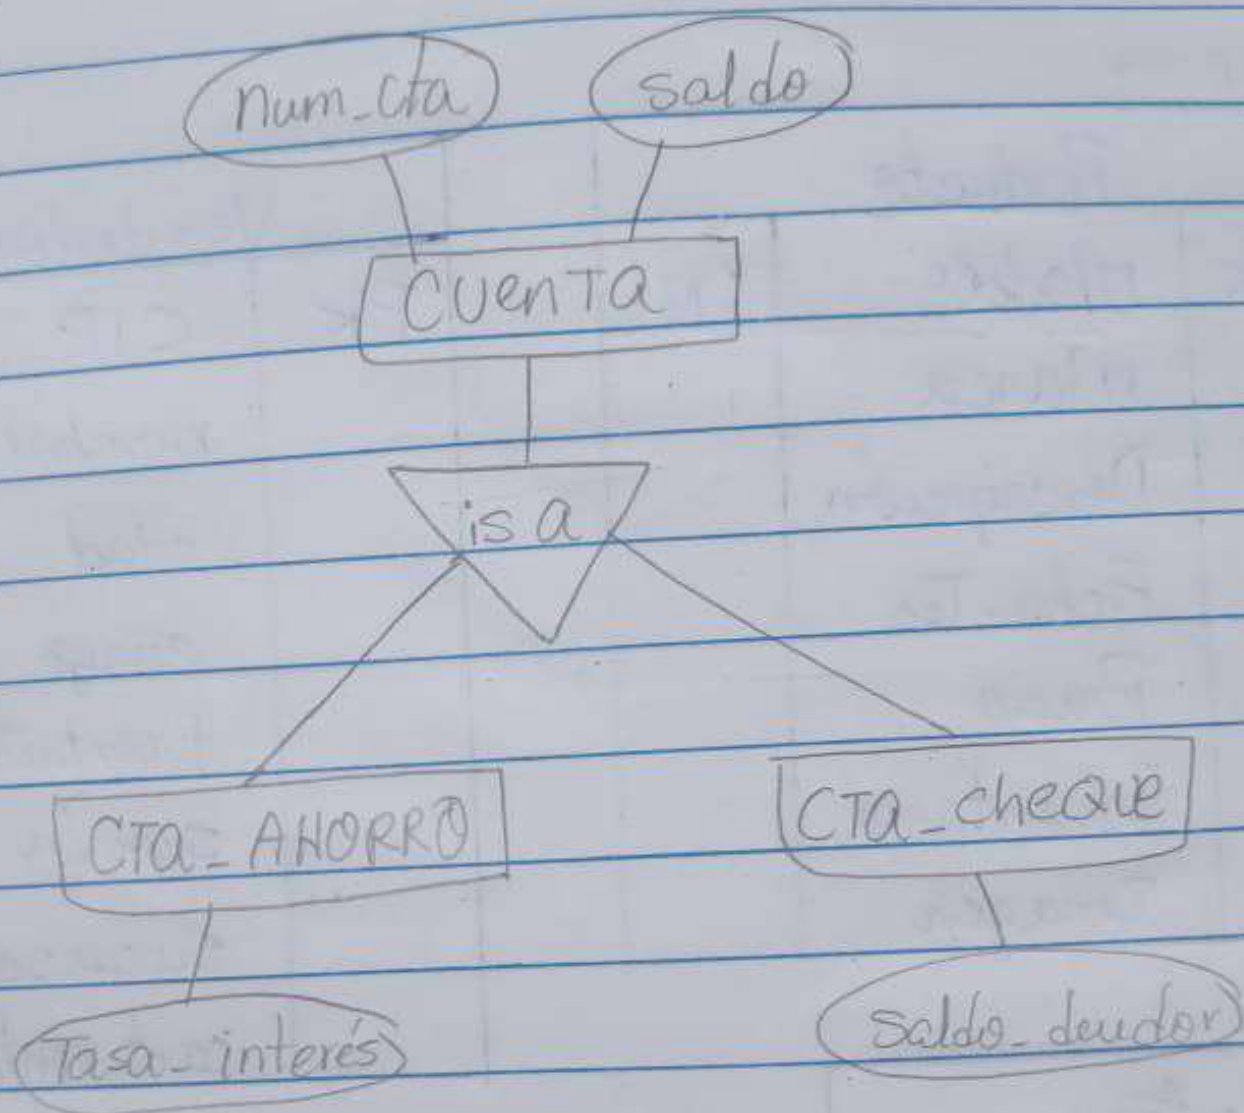 num_cta
saldo
CUENTA
is a
CTA_AHORRO
CTA_cheQUE
Tasa_interés
Saldo_deudor